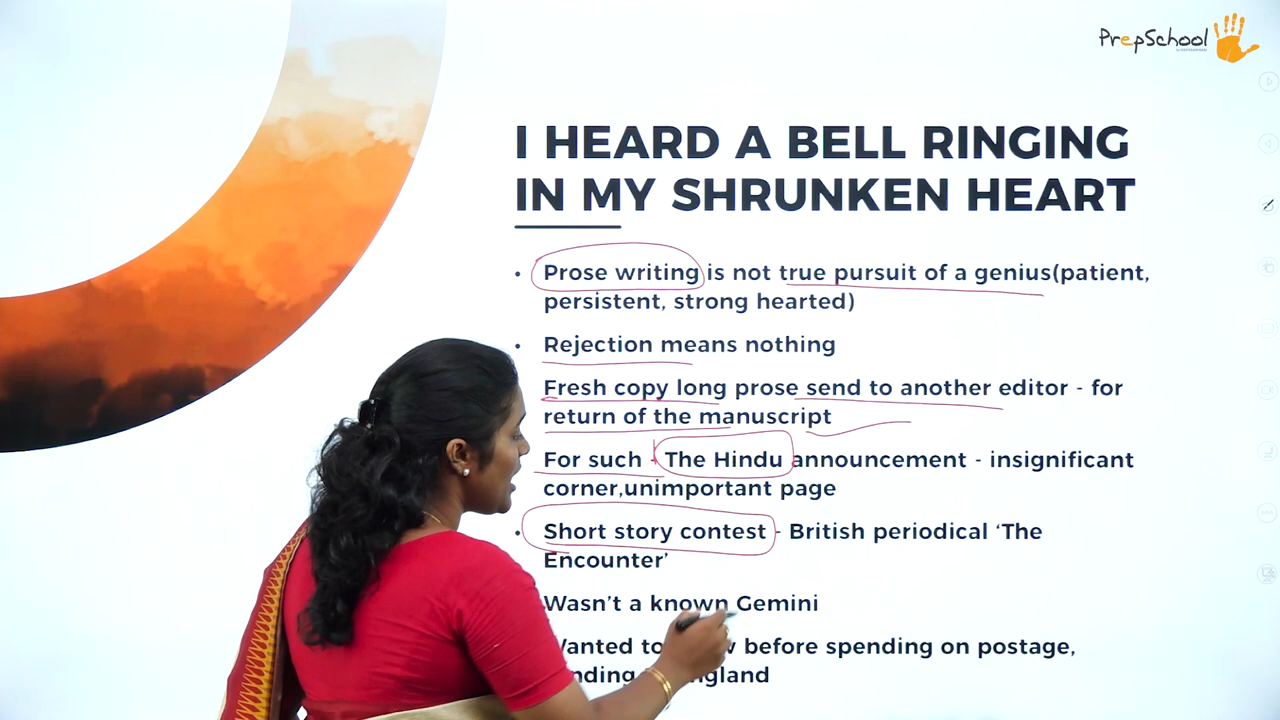 PrepSchool
I HEARD A BELL RINGING
IN MY SHRUNKEN HEART
• Prose writing is not true pursuit of a genius(patient,
persistent, strong hearted)
• Rejection means nothing
Fresh copy long prose send to another editor - for
return of the manuscript
For such - The Hindu announcement - insignificant
corner,unimportant page
• Short story contest - British periodical ‘The
Encounter’
Wasn’t a known Gemini
Wanted to before spending on postage,